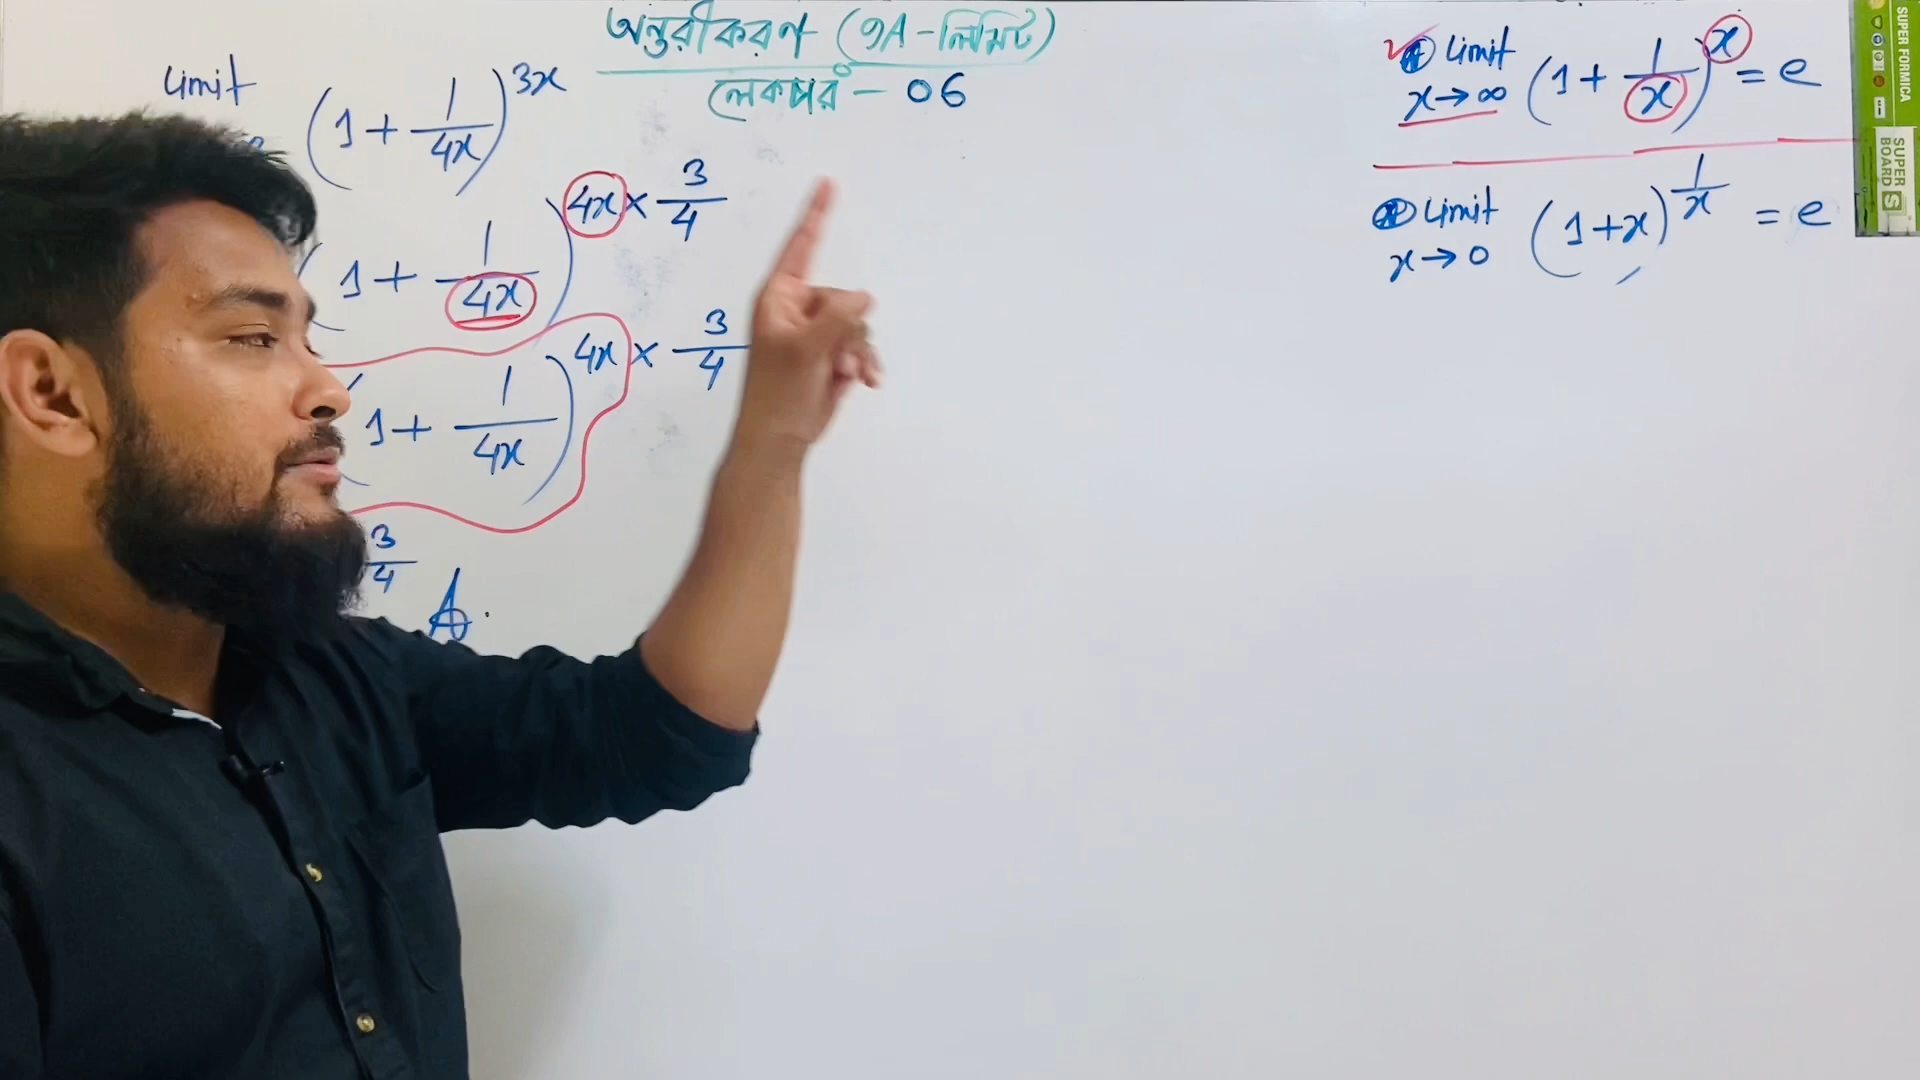 অন্তরীকরণ (9A-লিমিট)
লেকচার - 06
Limit
(1 + 1/4x)^3x
(1 + 1/4x)^4x × 3/4
(1 + 1/4x)^4x × 3/4
3/4
A
Limit x→∞ (1 + 1/x)^x = e
Limit x→0 (1+x)^1/x = e
SUPER FORMICA
SUPER BOARD S